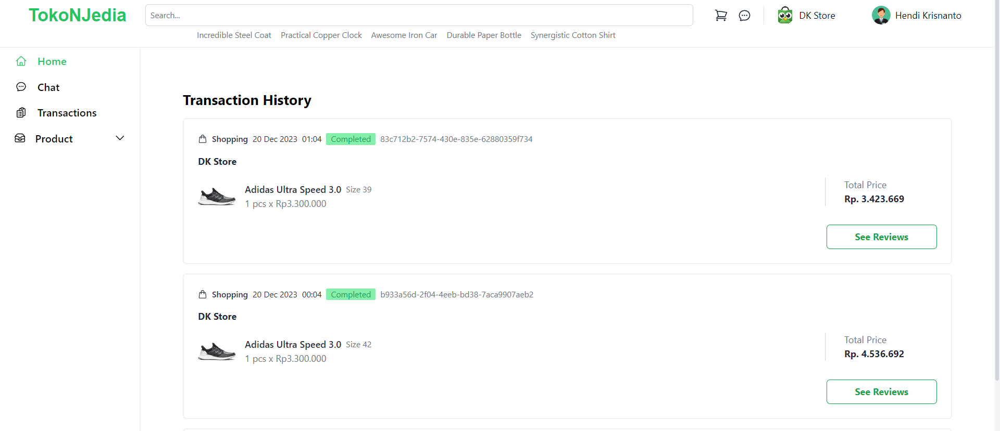 TokoNJedia
Search...
DK Store
Hendi Krisnanto
Incredible Steel Coat Practical Copper Clock Awesome Iron Car Durable Paper Bottle Synergistic Cotton Shirt
Home
Chat
Transactions
Product
Transaction History
Shopping 20 Dec 2023 01:04 Completed 83c712b2-7574-430e-835e-62880359f734
DK Store
Adidas Ultra Speed 3.0 Size 39
1 pcs x Rp3.300.000
Total Price
Rp. 3.423.669
See Reviews
Shopping 20 Dec 2023 00:04 Completed b933a56d-2f04-4eeb-bd38-7aca9907aeb2
DK Store
Adidas Ultra Speed 3.0 Size 42
1 pcs x Rp3.300.000
Total Price
Rp. 4.536.692
See Reviews